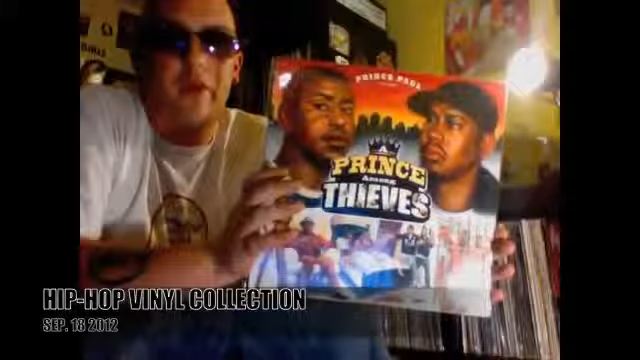 PRINCE PAUL
A
PRINCE
AMONG
THIEVES
HIP-HOP VINYL COLLECTION
SEP. 18 2012